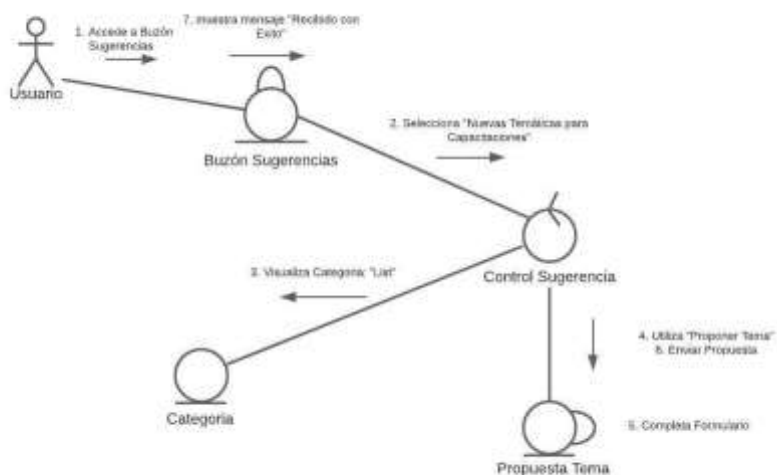 7. muestra mensaje "Recibido con
Exito"
1. Accede a Buzón
Sugerencias
Usuario
2. Selecciona "Nuevas Temáticas para
Capacitaciones"
Buzón Sugerencias
3. Visualiza Categoria: "List"
Control Sugerencia
4. Utiliza "Proponer Tema"
6. Enviar Propuesta
Categoria
5. Completa Formulario
Propuesta Tema